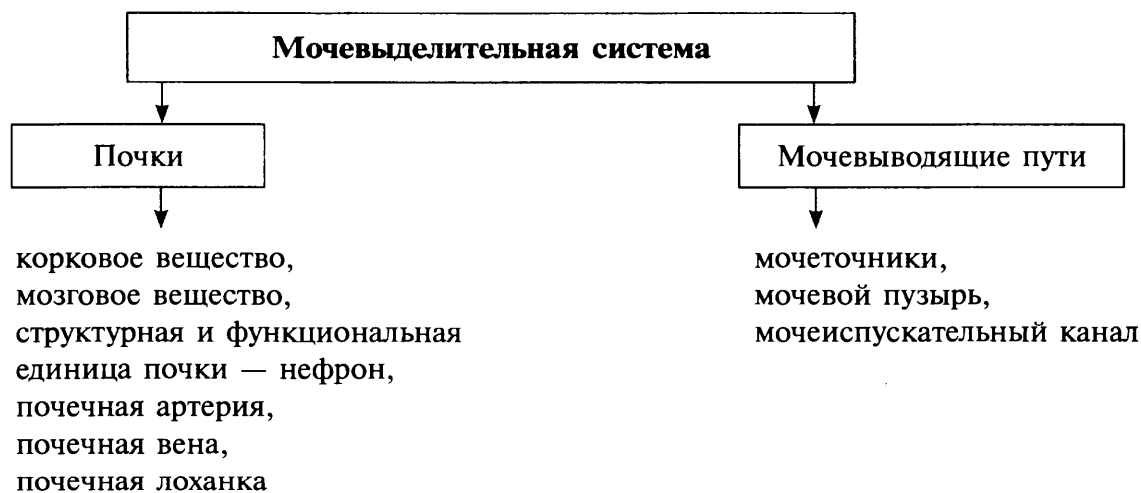 Мочевыделительная система
Почки
Мочевыводящие пути
корковое вещество,
мозговое вещество,
структурная и функциональная
единица почки — нефрон,
почечная артерия,
почечная вена,
почечная лоханка
мочеточники,
мочевой пузырь,
мочеиспускательный канал